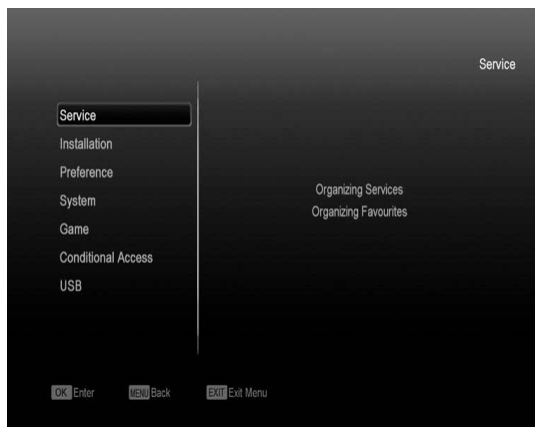 Service
Service
Installation
Preference
System
Game
Conditional Access
USB
Organizing Services
Organizing Favourites
OK Enter MENU Back EXIT Exit Menu